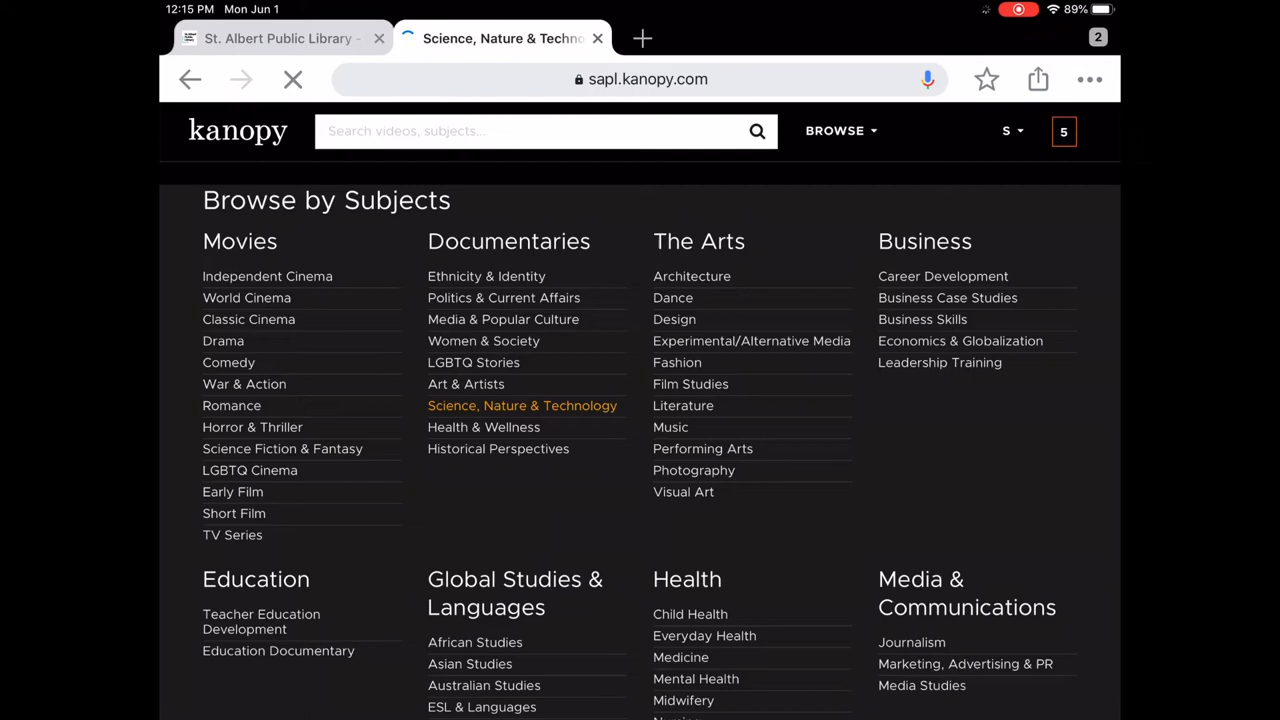 12:15 PM Mon Jun 1
89%
St. Albert Public Library -
Science, Nature & Techno
2
sapl.kanopy.com
kanopy
Search videos, subjects...
BROWSE
S
5
Browse by Subjects
Movies
Independent Cinema
World Cinema
Classic Cinema
Drama
Comedy
War & Action
Romance
Horror & Thriller
Science Fiction & Fantasy
LGBTQ Cinema
Early Film
Short Film
TV Series
Documentaries
Ethnicity & Identity
Politics & Current Affairs
Media & Popular Culture
Women & Society
LGBTQ Stories
Art & Artists
Science, Nature & Technology
Health & Wellness
Historical Perspectives
The Arts
Architecture
Dance
Design
Experimental/Alternative Media
Fashion
Film Studies
Literature
Music
Performing Arts
Photography
Visual Art
Business
Career Development
Business Case Studies
Business Skills
Economics & Globalization
Leadership Training
Education
Teacher Education
Development
Education Documentary
Global Studies &
Languages
African Studies
Asian Studies
Australian Studies
ESL & Languages
Health
Child Health
Everyday Health
Medicine
Mental Health
Midwifery
Media &
Communications
Journalism
Marketing, Advertising & PR
Media Studies